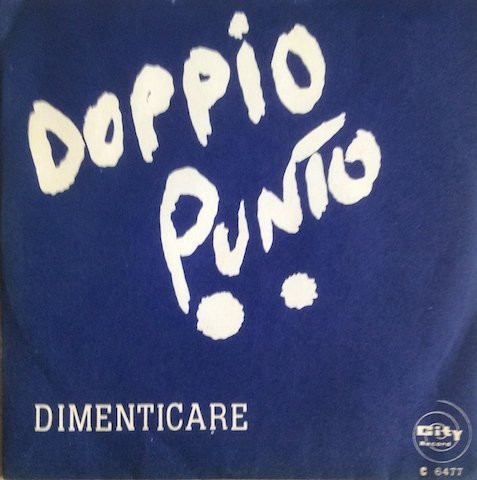 DOPPIO
PUNTO
DIMENTICARE
City
Record
C 6477